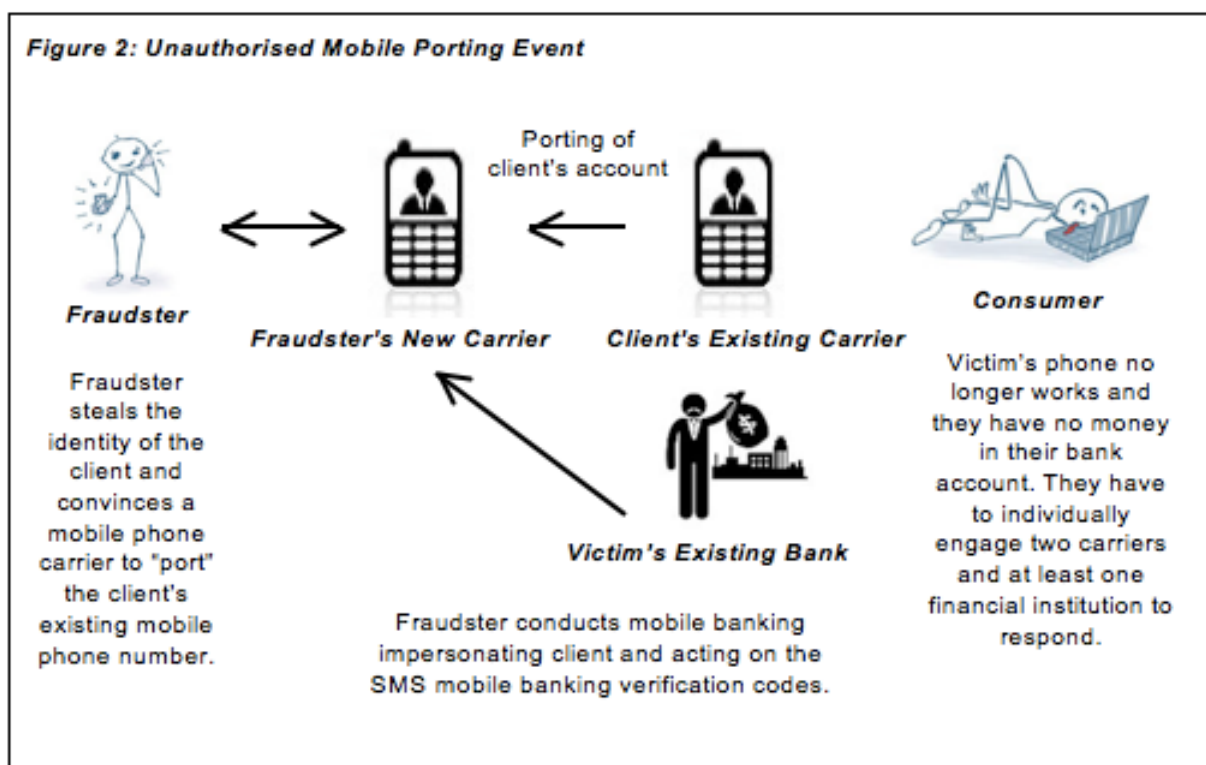 Figure 2: Unauthorised Mobile Porting Event
Porting of
client's account
Fraudster
Fraudster's New Carrier
Client's Existing Carrier
Consumer
Fraudster
steals the
identity of the
client and
convinces a
mobile phone
carrier to "port"
the client's
existing mobile
phone number.
Victim's Existing Bank
Fraudster conducts mobile banking
impersonating client and acting on the
SMS mobile banking verification codes.
Victim's phone no
longer works and
they have no money
in their bank
account. They have
to individually
engage two carriers
and at least one
financial institution to
respond.